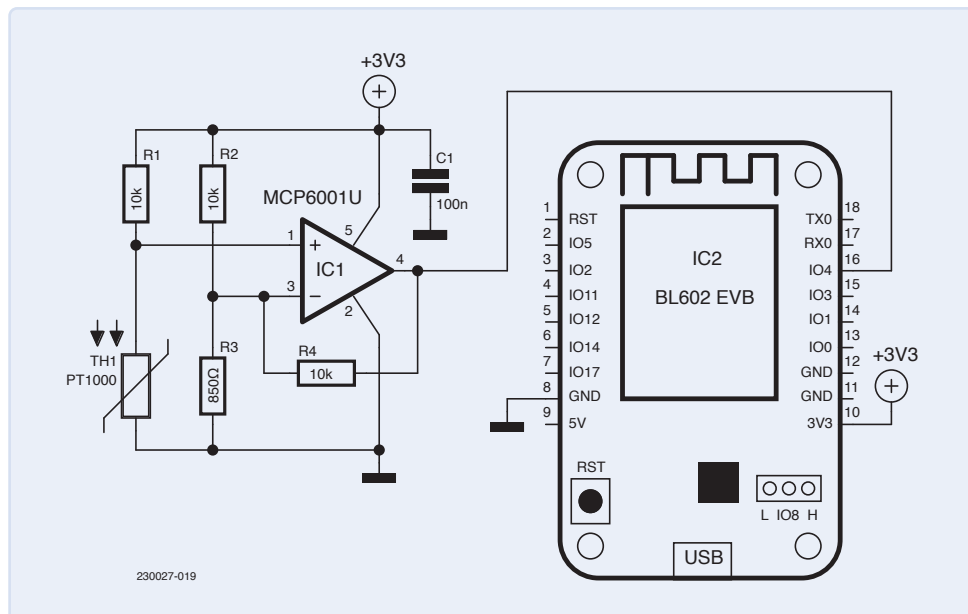 +3V3
R1
10k
R2
10k
C1
100n
MCP6001U
1
+
5
IC1
4
3
–
2
TH1
PT1000
R3
850Ω
R4
10k
IC2
BL602 EVB
1 RST
2 IO5
3 IO2
4 IO11
5 IO12
6 IO14
7 IO17
8 GND
9 5V
TX0 18
RX0 17
IO4 16
IO3 15
IO1 14
IO0 13
GND 12
GND 11
3V3 10
+3V3
RST
L IO8 H
USB
230027-019